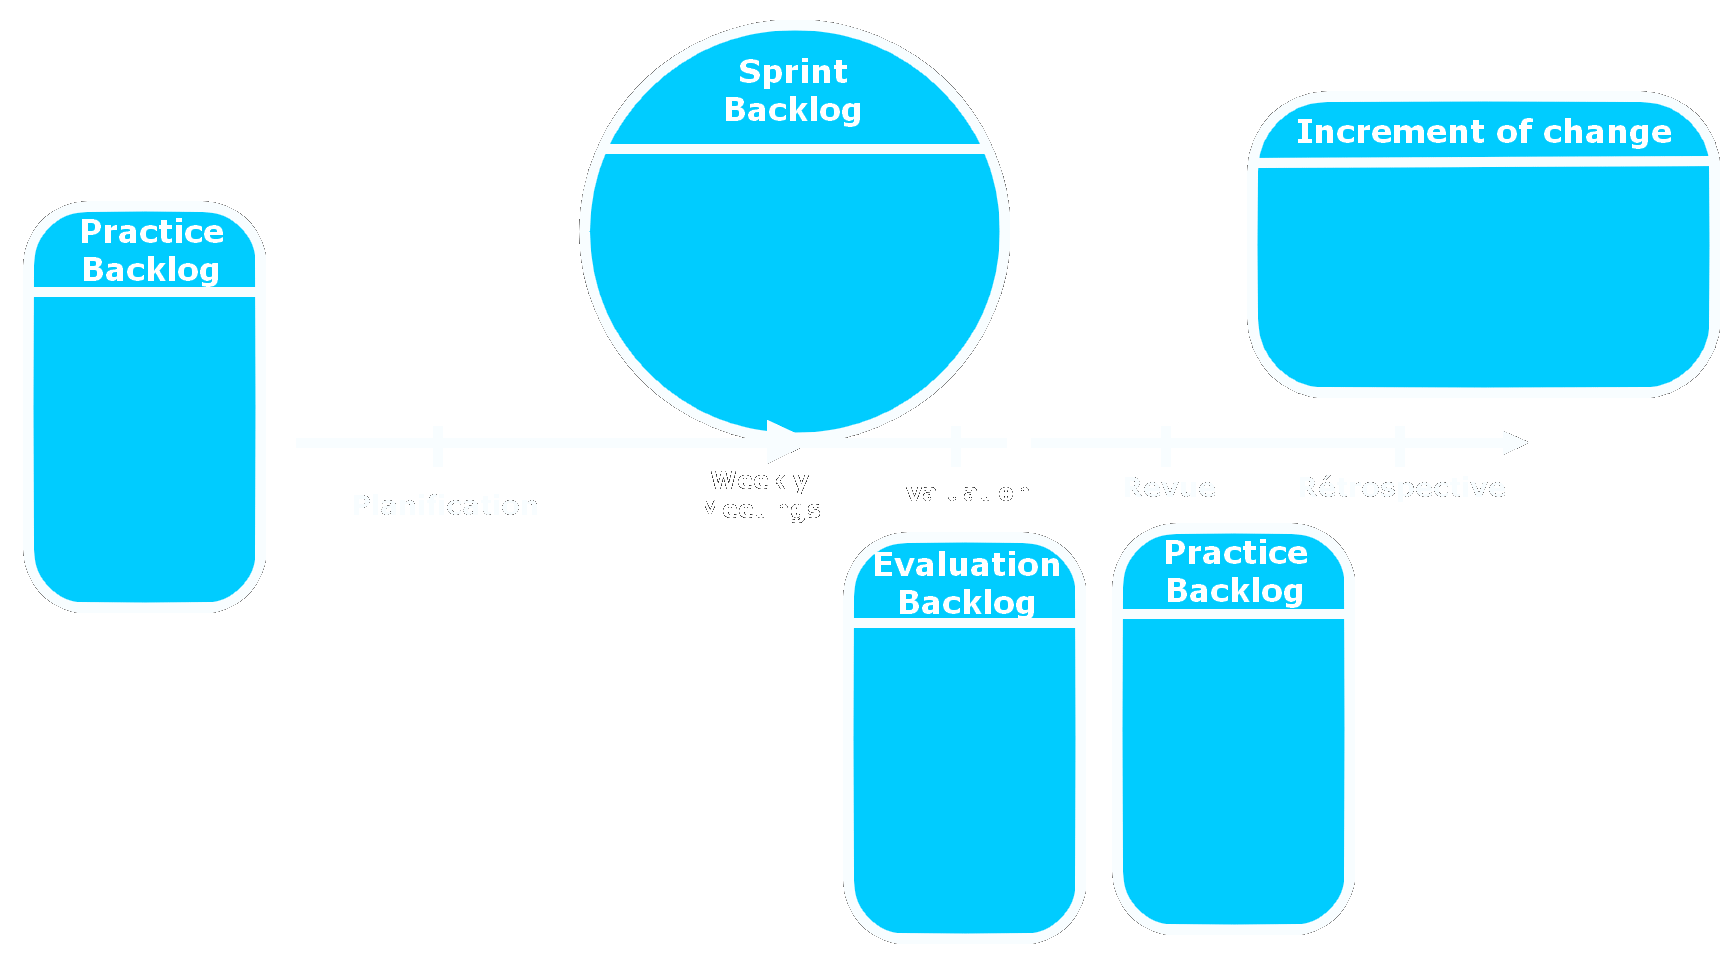 Sprint
Backlog
Increment of change
Practice
Backlog
Planification
Weekly
Meetings
Evaluation
Revue
Rétrospective
Evaluation
Backlog
Practice
Backlog